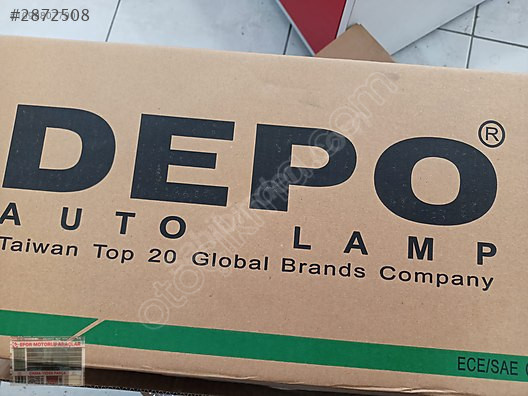 #2872508
DEPO®
AUTO LAMP
Taiwan Top 20 Global Brands Company
ECE/SAE